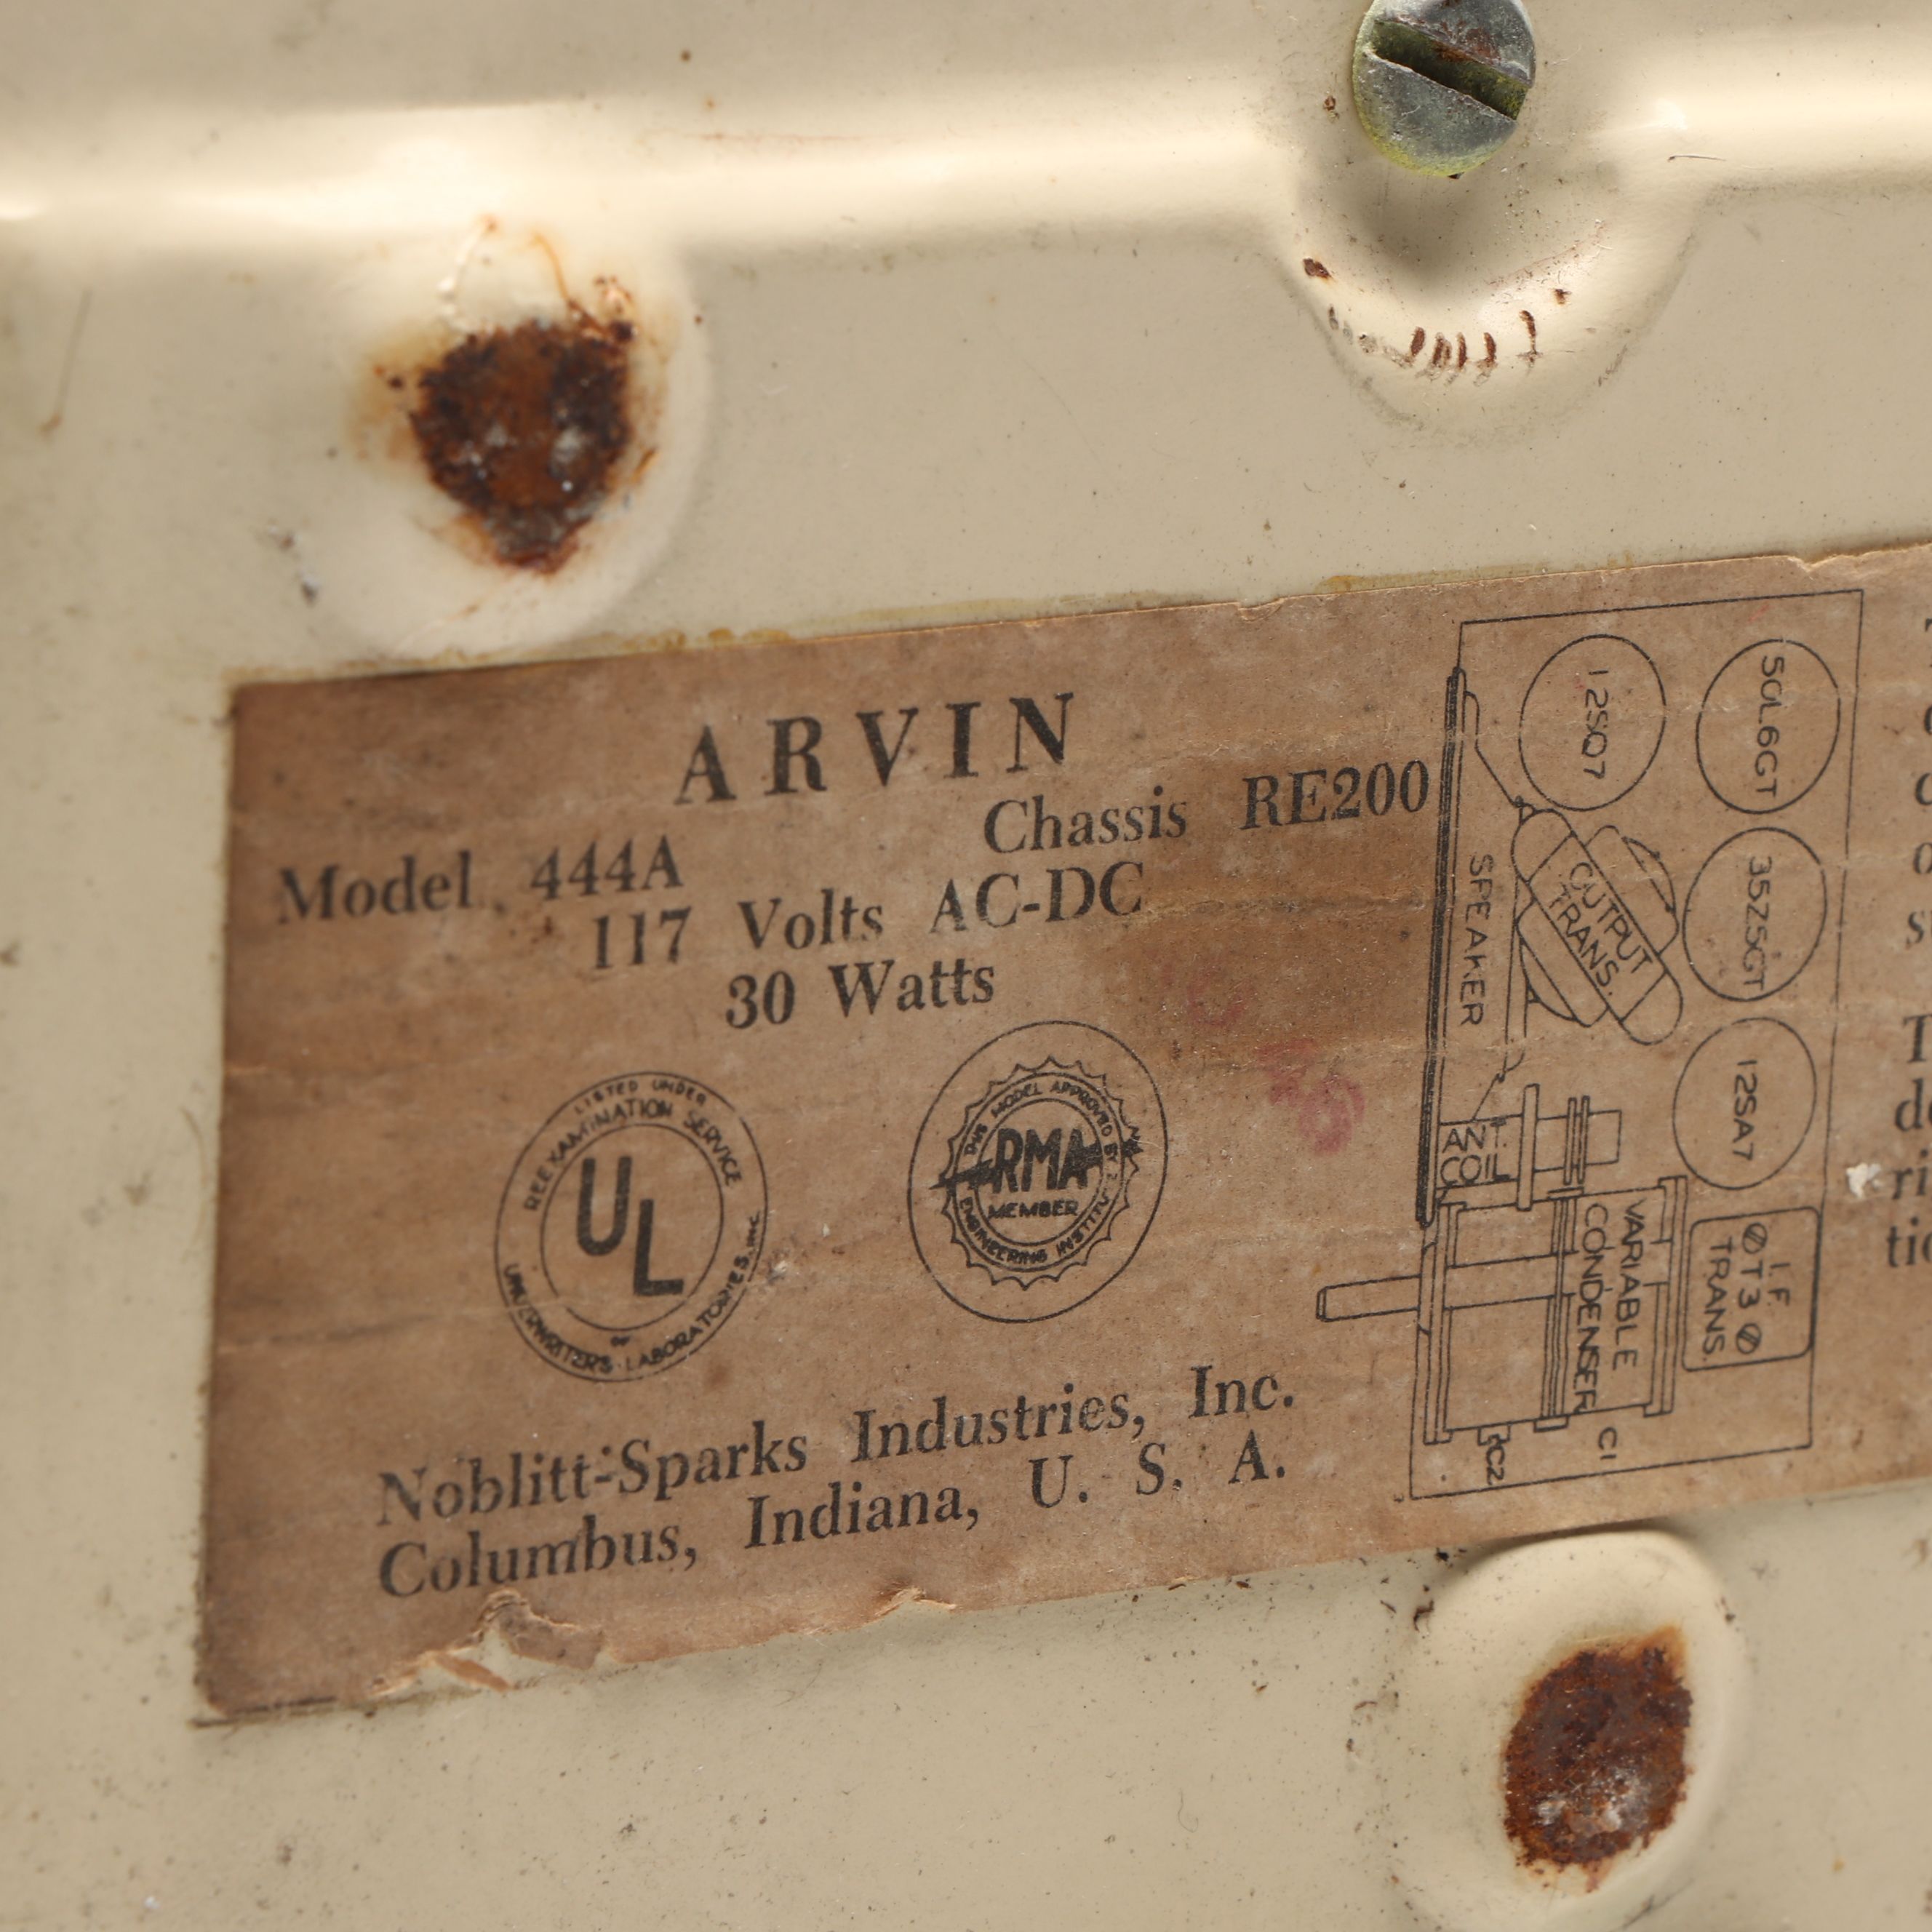 ARVIN
Model 444A
Chassis RE200
117 Volts AC-DC
30 Watts
LISTED UNDER
REEXAMINATION SERVICE
UL
OF
UNDERWRITERS LABORATORIES, INC.
THIS MODEL APPROVED BY
RMA
MEMBER
ENGINEERING INSTITUTE
Noblitt-Sparks Industries, Inc.
Columbus, Indiana, U. S. A.
12SQ7
50L6GT
SPEAKER
OUTPUT
TRANS.
35Z5GT
ANT.
COIL
12SA7
VARIABLE
CONDENSER
I.F.
T3
TRANS.
C1
C2